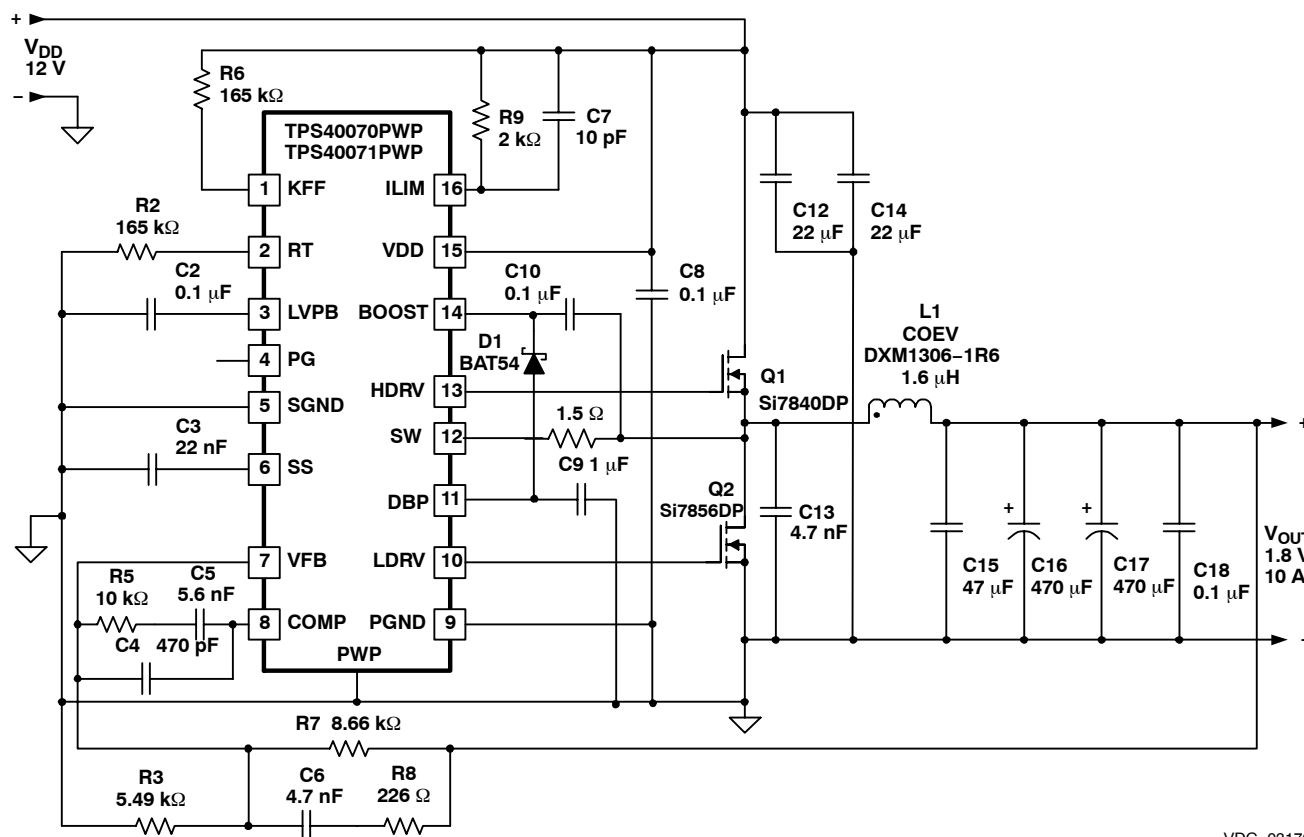 +
V_DD
12 V
−
R6
165 kΩ
TPS40070PWP
TPS40071PWP
R9
2 kΩ
C7
10 pF
1 KFF
ILIM 16
R2
165 kΩ
2 RT
VDD 15
C2
0.1 μF
3 LVPB
BOOST 14
C10
0.1 μF
C8
0.1 μF
C12
22 μF
C14
22 μF
4 PG
D1
BAT54
HDRV 13
Q1
Si7840DP
L1
COEV
DXM1306−1R6
1.6 μH
5 SGND
SW 12
1.5 Ω
C3
22 nF
6 SS
C9 1 μF
DBP 11
Q2
Si7856DP
C13
4.7 nF
+
+
+
7 VFB
LDRV 10
C15
47 μF
C16
470 μF
C17
470 μF
C18
0.1 μF
V_OUT
1.8 V
10 A
R5
10 kΩ
C5
5.6 nF
8 COMP
PGND 9
C4 470 pF
−
PWP
R7 8.66 kΩ
R3
5.49 kΩ
C6
4.7 nF
R8
226 Ω